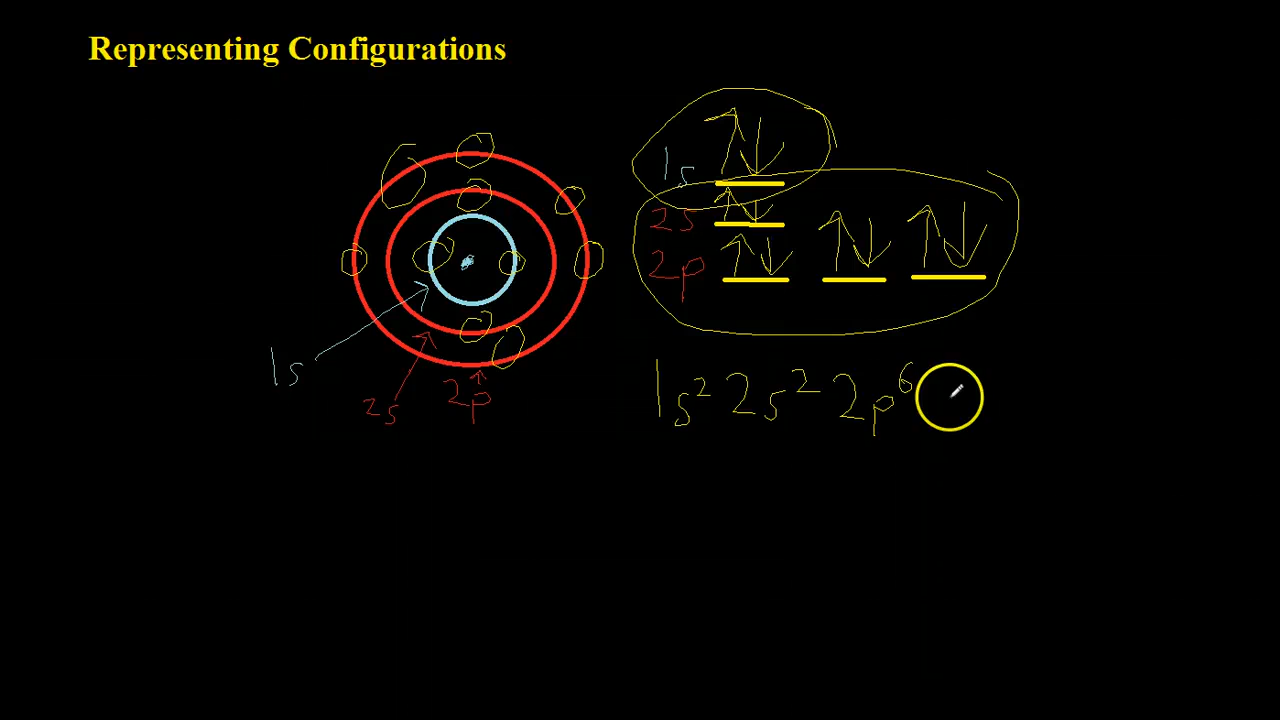 Representing Configurations
1s
2s
2p
1s
2s
2p
1s² 2s² 2p⁶